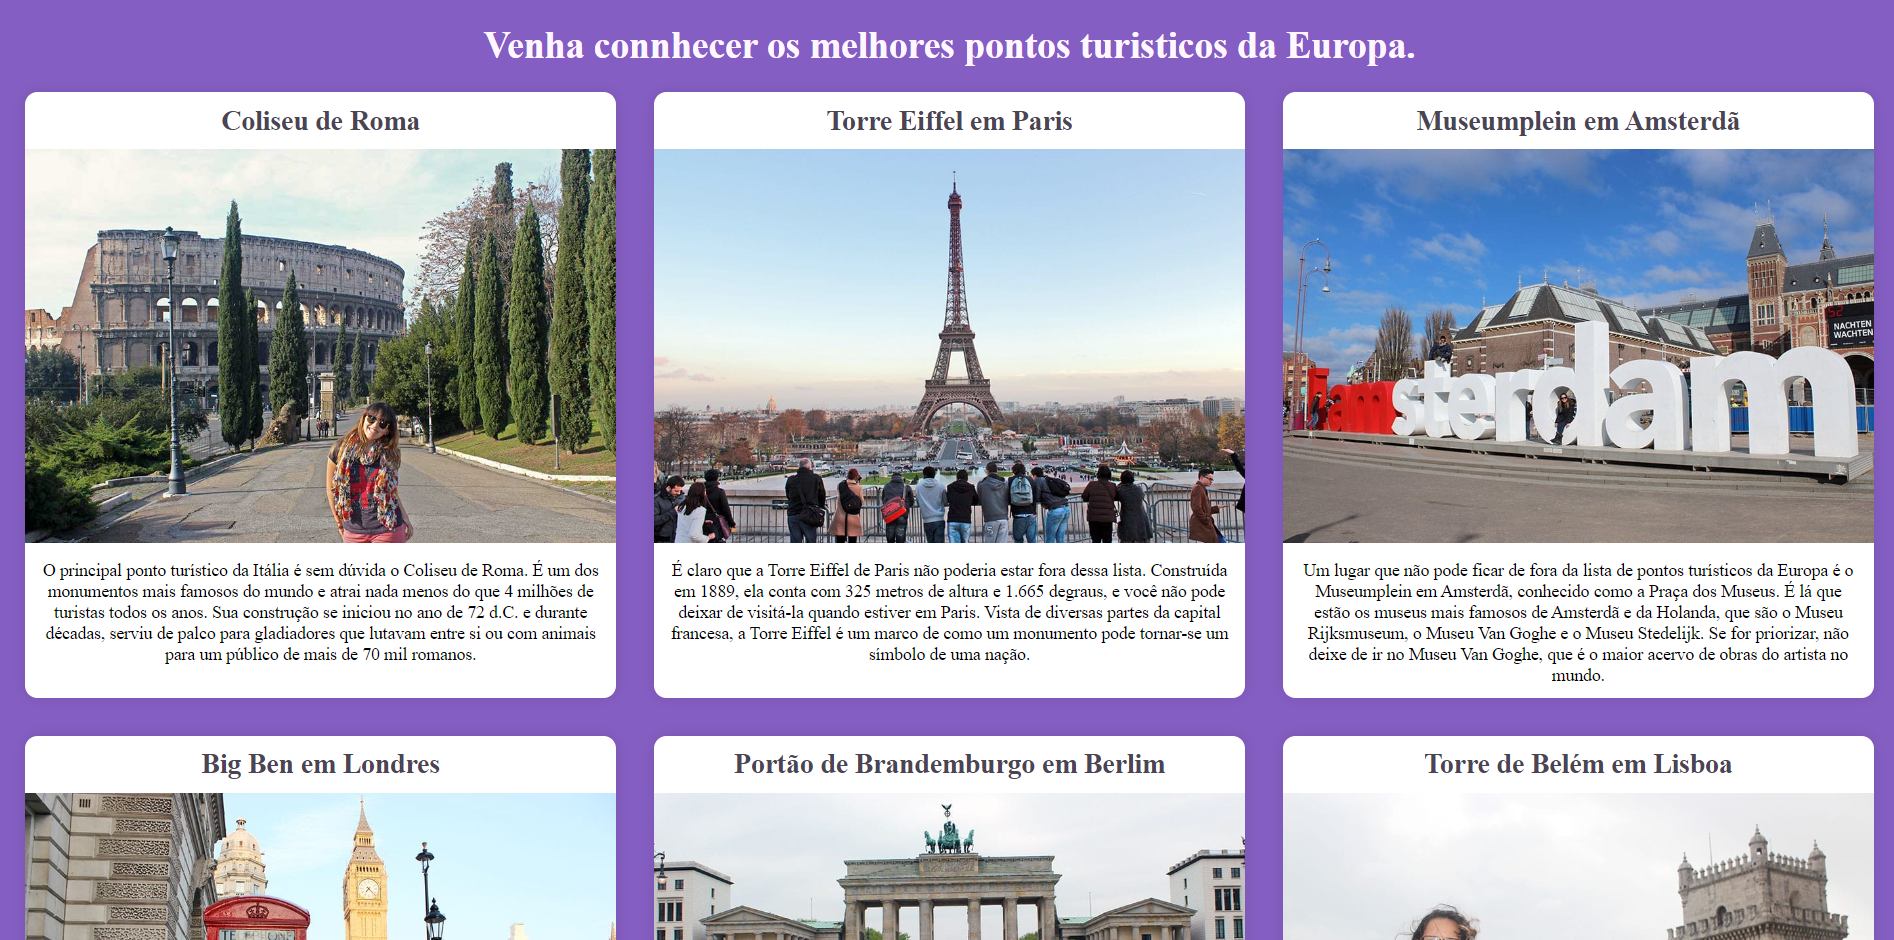 Venha connhecer os melhores pontos turisticos da Europa.
Coliseu de Roma
O principal ponto turístico da Itália é sem dúvida o Coliseu de Roma. É um dos
monumentos mais famosos do mundo e atrai nada menos do que 4 milhões de
turistas todos os anos. Sua construção se iniciou no ano de 72 d.C. e durante
décadas, serviu de palco para gladiadores que lutavam entre si ou com animais
para um público de mais de 70 mil romanos.
Torre Eiffel em Paris
É claro que a Torre Eiffel de Paris não poderia estar fora dessa lista. Construída
em 1889, ela conta com 325 metros de altura e 1.665 degraus, e você não pode
deixar de visitá-la quando estiver em Paris. Vista de diversas partes da capital
francesa, a Torre Eiffel é um marco de como um monumento pode tornar-se um
símbolo de uma nação.
Museumplein em Amsterdã
52
NACHTEN
WACHTEN
Iamsterdam
Um lugar que não pode ficar de fora da lista de pontos turísticos da Europa é o
Museumplein em Amsterdã, conhecido como a Praça dos Museus. É lá que
estão os museus mais famosos de Amsterdã e da Holanda, que são o Museu
Rijksmuseum, o Museu Van Goghe e o Museu Stedelijk. Se for priorizar, não
deixe de ir no Museu Van Goghe, que é o maior acervo de obras do artista no
mundo.
Big Ben em Londres
TELEPHONE
Portão de Brandemburgo em Berlim
Torre de Belém em Lisboa